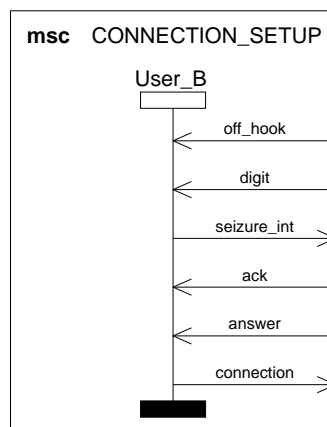 msc CONNECTION_SETUP
User_B
off_hook
digit
seizure_int
ack
answer
connection